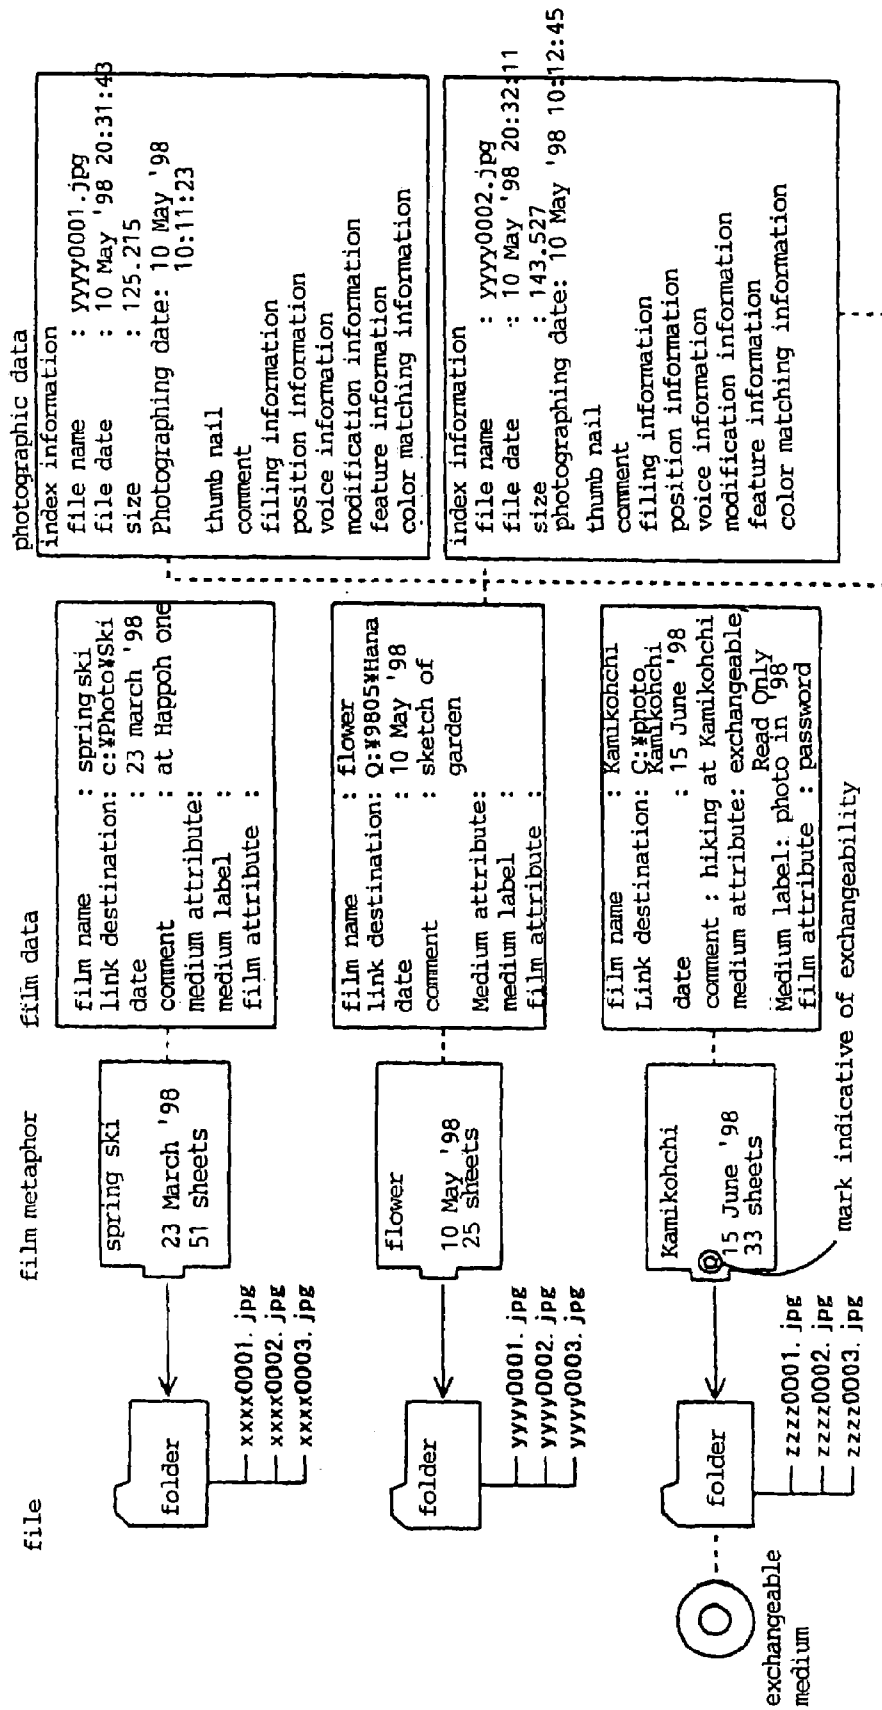 file
film metaphor
film data
photographic data
folder
xxxx0001.jpg
xxxx0002.jpg
xxxx0003.jpg
spring ski
23 March '98
51 sheets
film name : spring ski
link destination: c:¥Photo¥Ski
date : 23 march '98
comment : at Happoh one
medium attribute:
medium label :
film attribute :
index information
file name : yyyy0001.jpg
file date : 10 May '98 20:31:43
size : 125.215
Photographing date: 10 May '98
10:11:23
thumb nail
comment
filing information
position information
voice information
modification information
feature information
color matching information
folder
yyyy0001.jpg
yyyy0002.jpg
yyyy0003.jpg
flower
10 May '98
25 sheets
film name : flower
link destination: Q:¥9805¥Hana
date : 10 May '98
comment : sketch of
garden
Medium attribute:
medium label :
film attribute :
index information
file name : yyyy0002.jpg
file date : 10 May '98 20:32:11
size : 143.527
photographing date: 10 May '98 10:12:45
thumb nail
comment
filing information
position information
voice information
modification information
feature information
color matching information
exchangeable
medium
folder
zzzz0001.jpg
zzzz0002.jpg
zzzz0003.jpg
Kamikohchi
15 June '98
33 sheets
mark indicative of exchangeability
film name : Kamikohchi
Link destination: C:¥photo
Kamikohchi
date : 15 June '98
comment : hiking at Kamikohchi
medium attribute: exchangeable,
Read Only
Medium label: photo in '98
film attribute : password